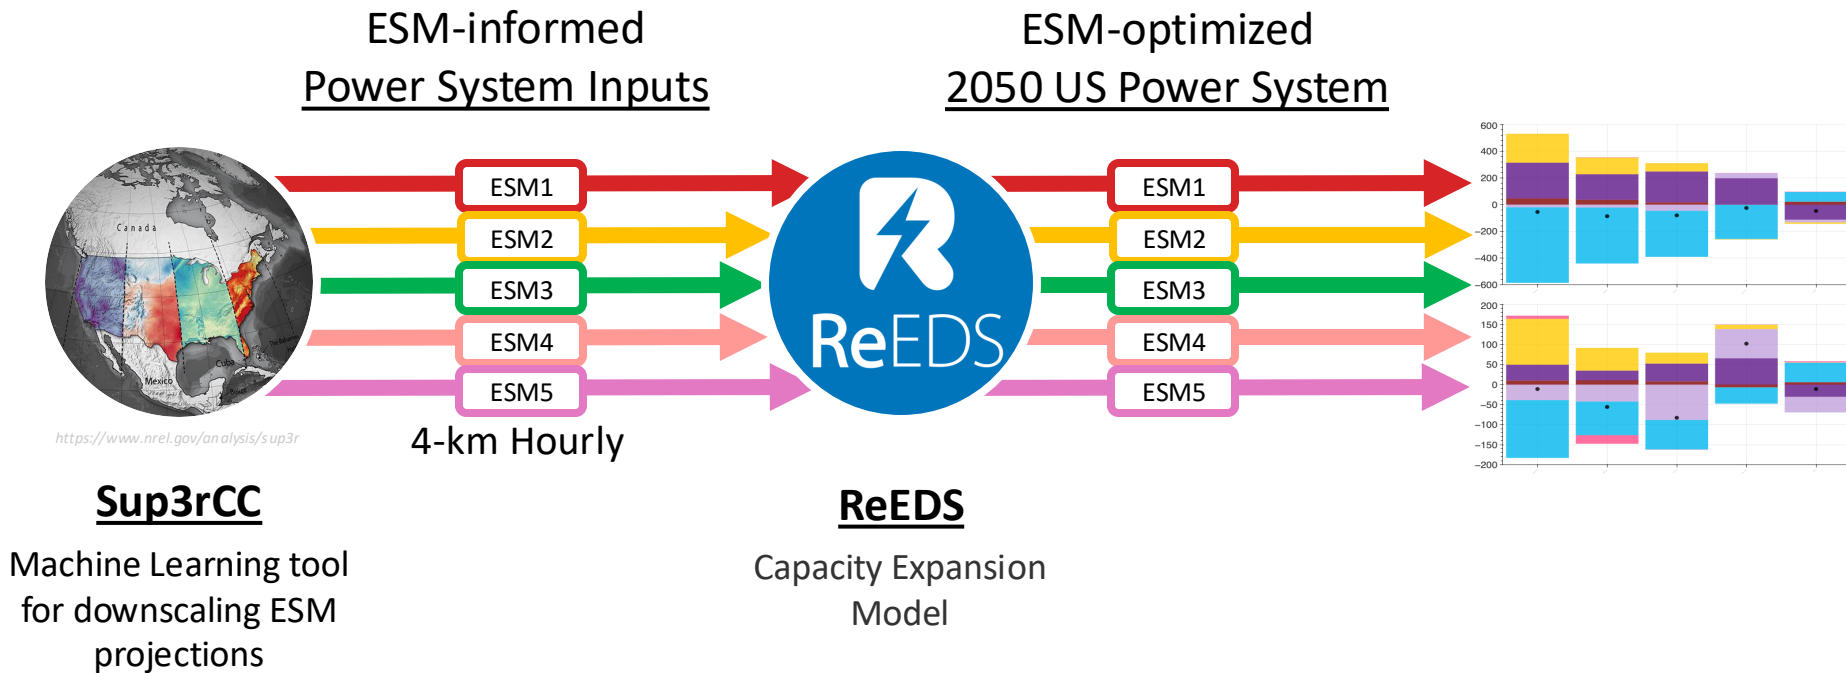 ESM-informed
Power System Inputs
ESM-optimized
2050 US Power System
Canada
Mexico
Cuba
The Bahamas
ESM1
ESM2
ESM3
ESM4
ESM5
4-km Hourly
ReEDS
ESM1
ESM2
ESM3
ESM4
ESM5
600
400
200
0
−200
−400
−600
200
150
100
50
0
−50
−100
−150
−200
https://www.nrel.gov/analysis/sup3r
Sup3rCC
Machine Learning tool
for downscaling ESM
projections
ReEDS
Capacity Expansion
Model